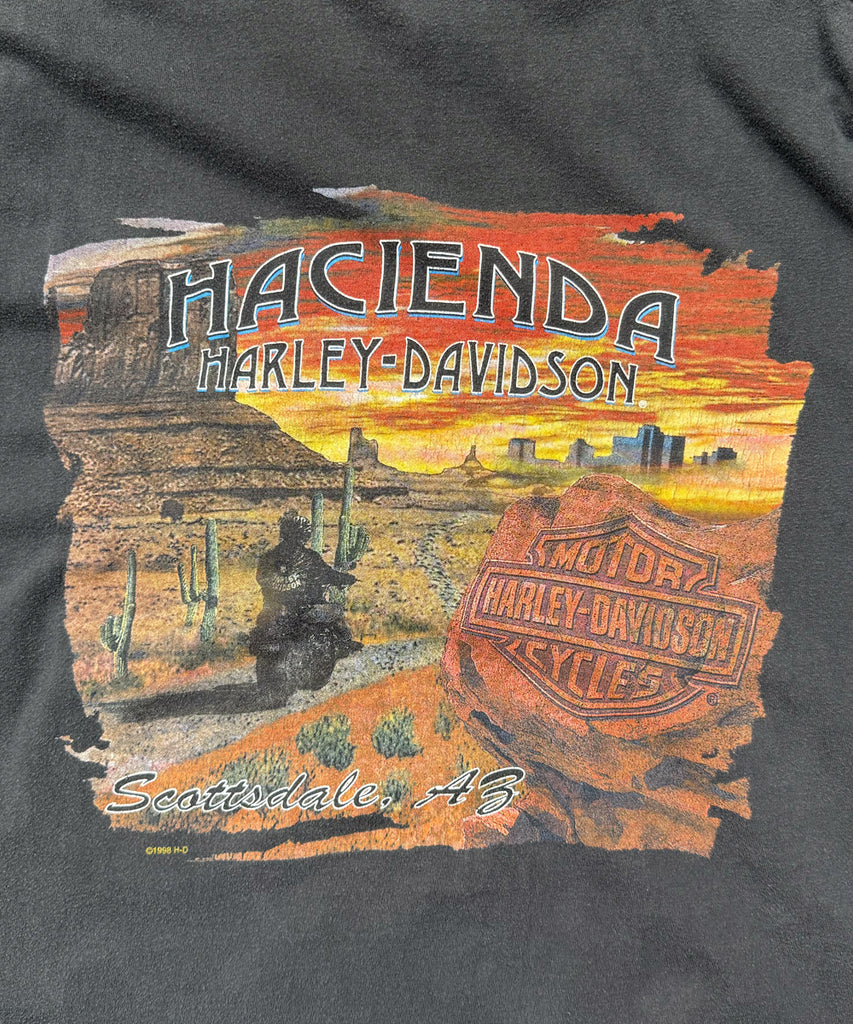 HACIENDA
HARLEY-DAVIDSON
MOTOR
HARLEY-DAVIDSON
CYCLES
®
Scottsdale, AZ
©1998 H-D